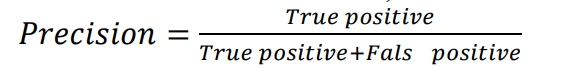 Precision = True positive / True positive+Fals positive